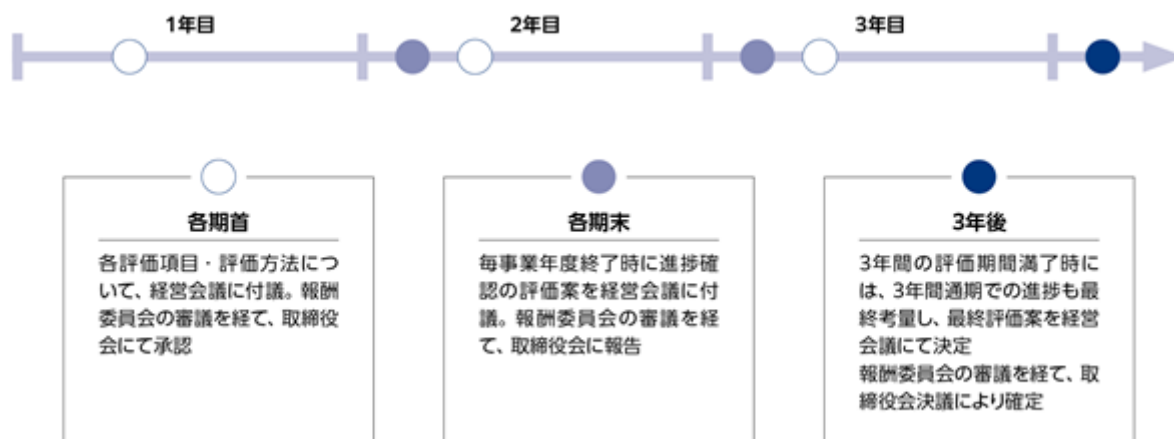 1年目
2年目
3年目
各期首
各評価項目・評価方法につ
いて、経営会議に付議。報酬
委員会の審議を経て、取締役
会にて承認
各期末
毎事業年度終了時に進捗確
認の評価案を経営会議に付
議。報酬委員会の審議を経
て、取締役会に報告
3年後
3年間の評価期間満了時に
は、3年間通期での進捗も最
終考量し、最終評価案を経営
会議にて決定
報酬委員会の審議を経て、取
締役会決議により確定